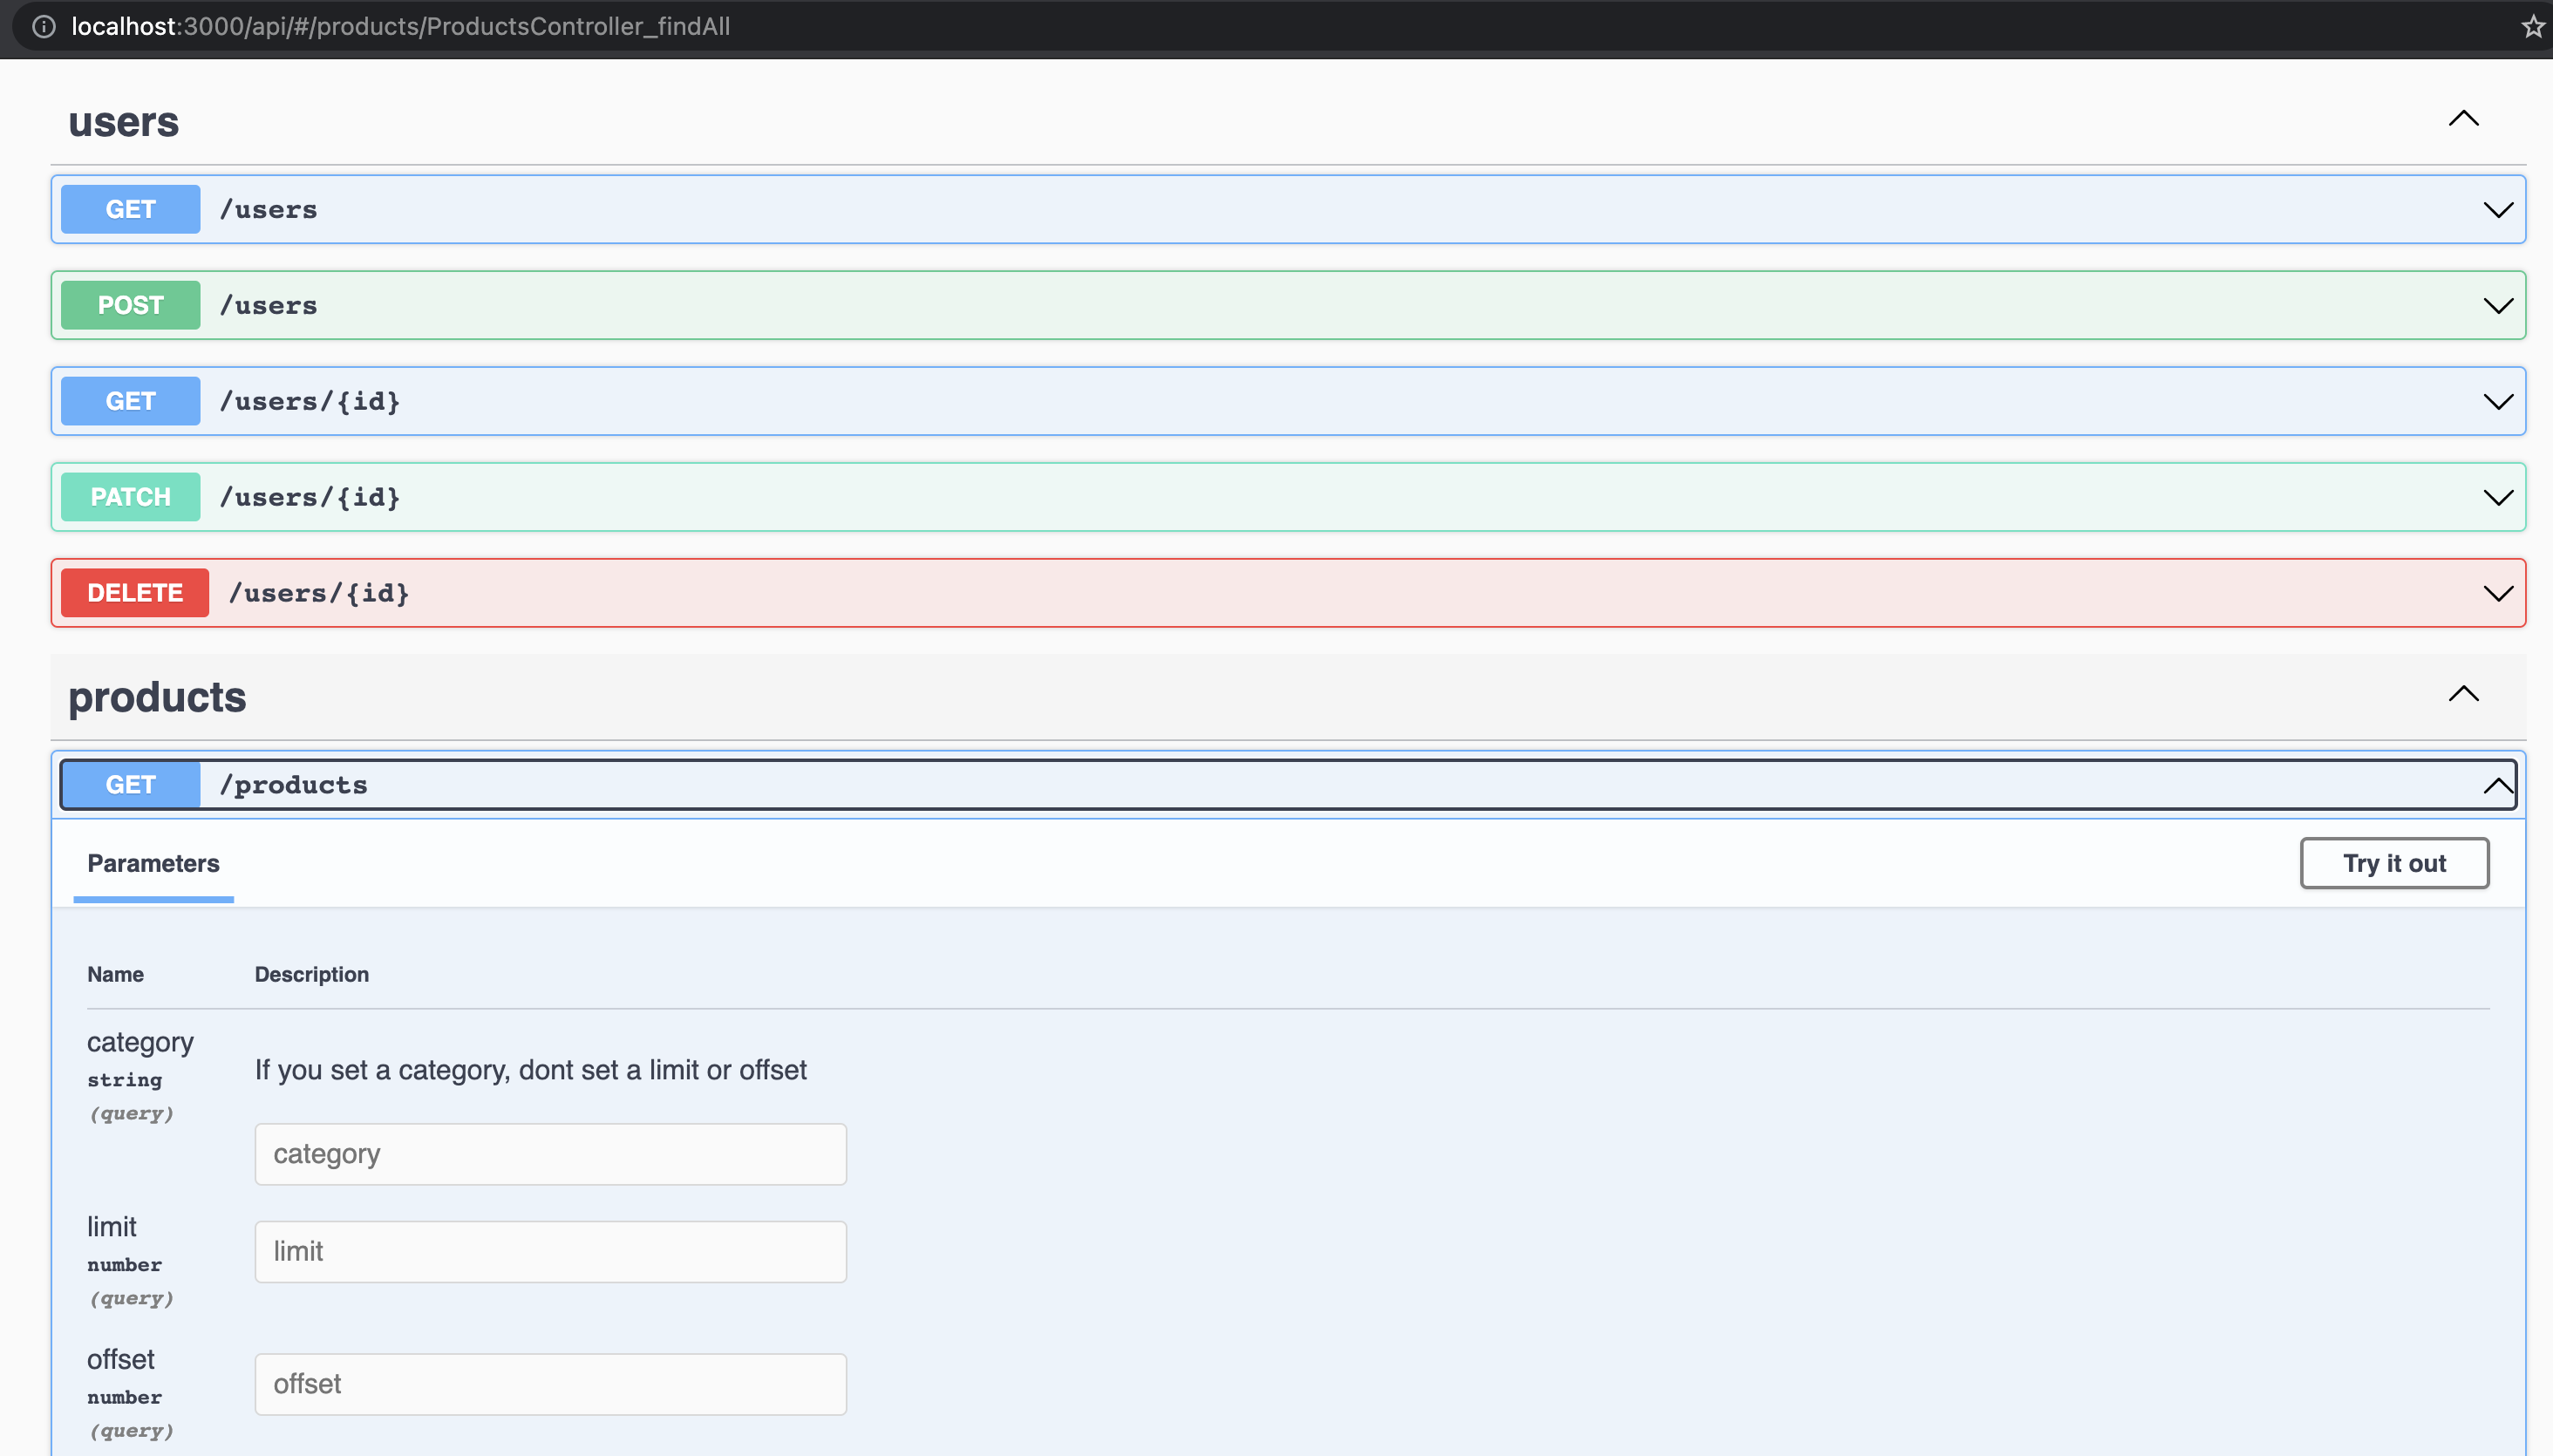 localhost:3000/api/#/products/ProductsController_findAll
users
GET /users
POST /users
GET /users/{id}
PATCH /users/{id}
DELETE /users/{id}
products
GET /products
Parameters Try it out
Name Description
category
string
(query)
If you set a category, dont set a limit or offset
category
limit
number
(query)
limit
offset
number
(query)
offset